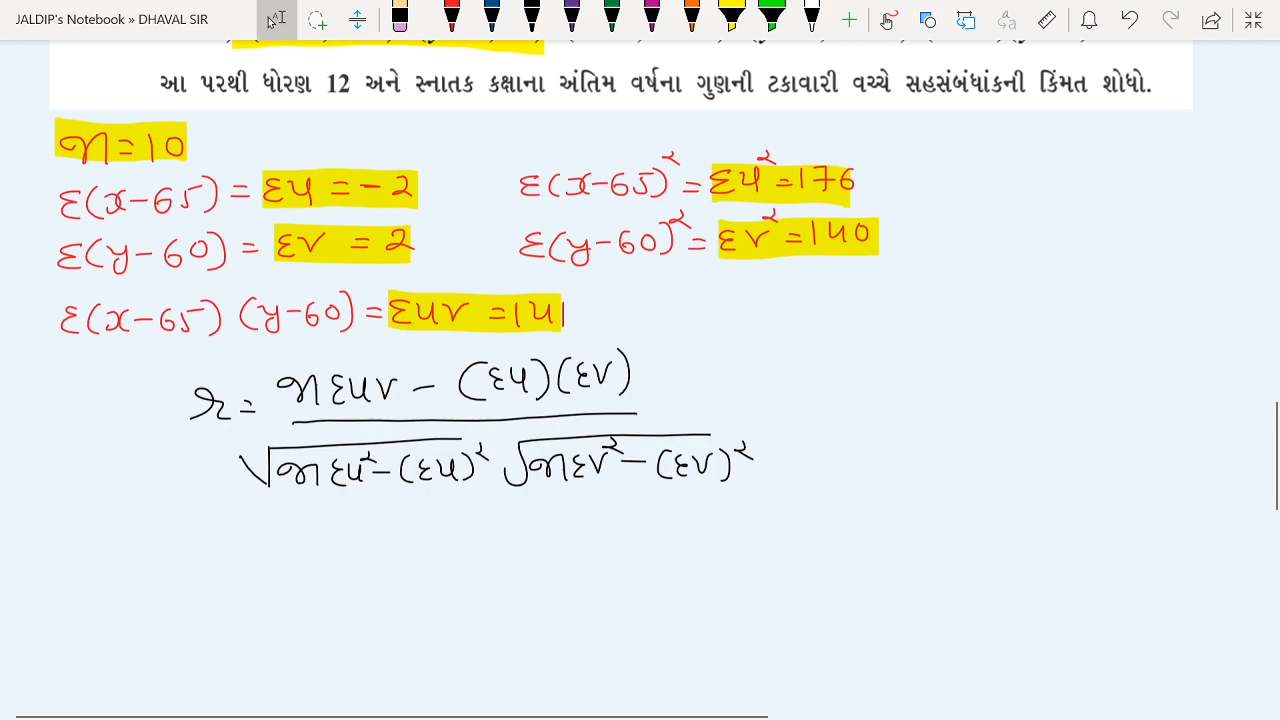 JALDIP's Notebook » DHAVAL SIR
આ પરથી ધોરણ 12 અને સ્નાતક કક્ષાના અંતિમ વર્ષના ગુણની ટકાવારી વચ્ચે સહસંબંધાંકની કિંમત શોધો.
n=10
Σ(x-65) = Σu = -2
Σ(x-65)² = Σu² = 176
Σ(y-60) = Σv = 2
Σ(y-60)² = Σv² = 140
Σ(x-65) (y-60) = Σuv = 141
r = nΣuv - (Σu)(Σv)
√nΣu² - (Σu)² √nΣv² - (Σv)²